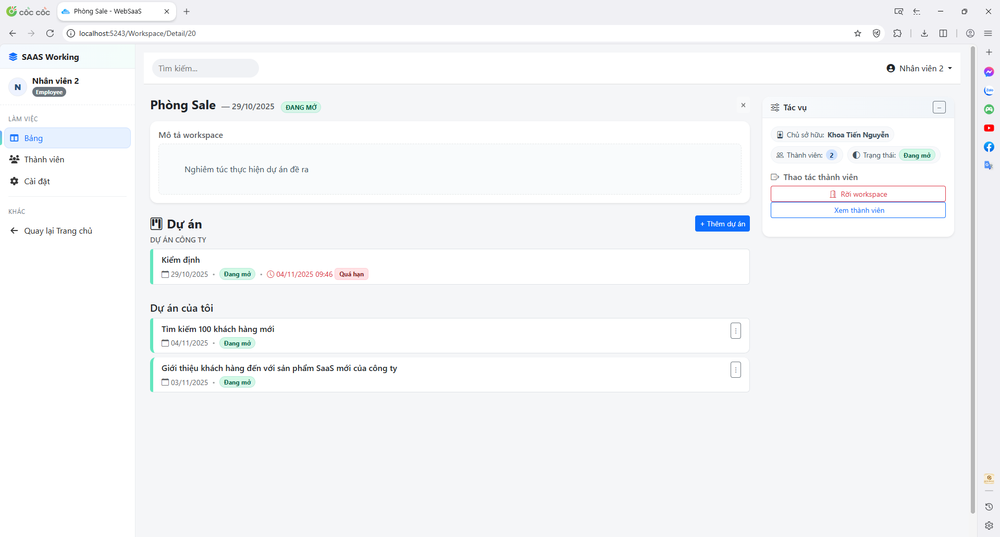 cốc cốc
Phòng Sale - WebSaaS
localhost:5243/Workspace/Detail/20
SAAS Working
N
Nhân viên 2
Employee
LÀM VIỆC
Bảng
Thành viên
Cài đặt
KHÁC
Quay lại Trang chủ
Tìm kiếm...
Nhân viên 2
Phòng Sale — 29/10/2025 ĐANG MỞ
Mô tả workspace
Nghiêm túc thực hiện dự án đề ra
Dự án
+ Thêm dự án
DỰ ÁN CÔNG TY
Kiểm định
29/10/2025 • Đang mở • 04/11/2025 09:46 Quá hạn
Dự án của tôi
Tìm kiếm 100 khách hàng mới
04/11/2025 • Đang mở
Giới thiệu khách hàng đến với sản phẩm SaaS mới của công ty
03/11/2025 • Đang mở
Tác vụ
Chủ sở hữu: Khoa Tiến Nguyễn
Thành viên: 2 Trạng thái: Đang mở
Thao tác thành viên
Rời workspace
Xem thành viên
Zalo